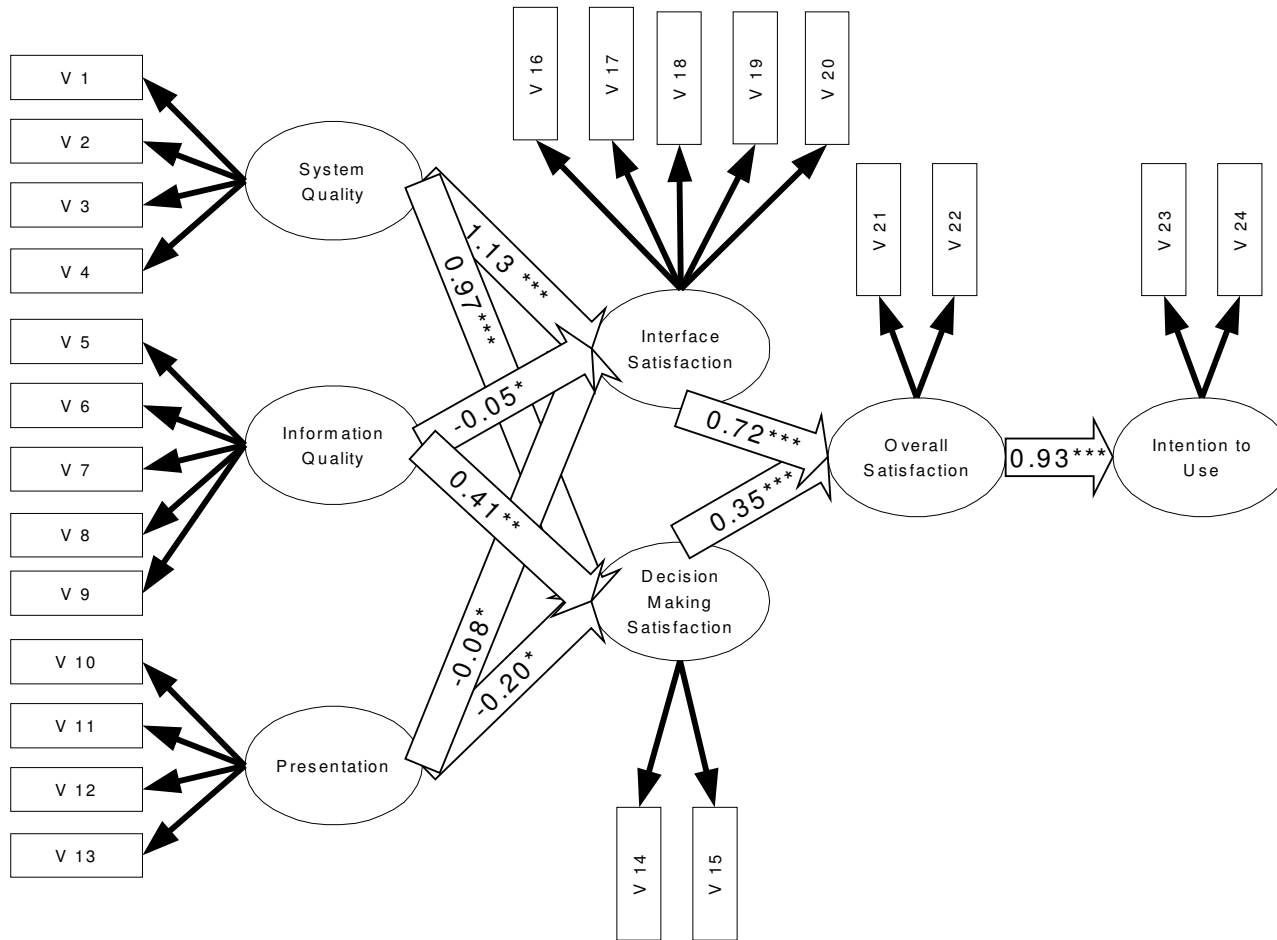 V 1
V 2
V 3
V 4
V 5
V 6
V 7
V 8
V 9
V 10
V 11
V 12
V 13
System
Quality
Information
Quality
Presentation
1.13 ***
0.97***
-0.05*
0.41**
-0.08*
-0.20*
V 16
V 17
V 18
V 19
V 20
Interface
Satisfaction
Decision
Making
Satisfaction
V 14
V 15
0.72***
0.35***
V 21
V 22
Overall
Satisfaction
0.93***
V 23
V 24
Intention to
Use